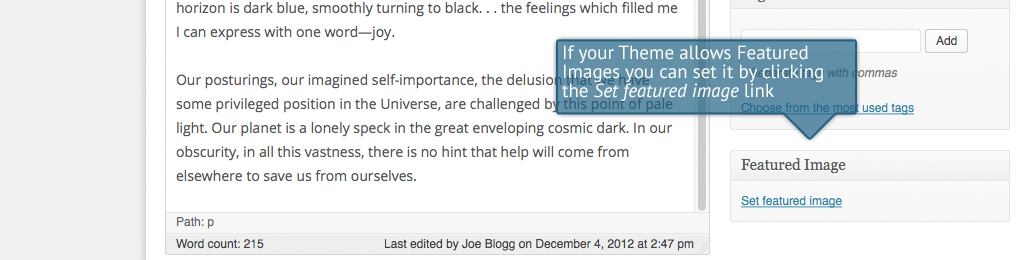 horizon is dark blue, smoothly turning to black. . . the feelings which filled me
I can express with one word—joy.
Our posturings, our imagined self-importance, the delusion that we have
some privileged position in the Universe, are challenged by this point of pale
light. Our planet is a lonely speck in the great enveloping cosmic dark. In our
obscurity, in all this vastness, there is no hint that help will come from
elsewhere to save us from ourselves.
Path: p
Word count: 215
Last edited by Joe Blogg on December 4, 2012 at 2:47 pm
Add
If your Theme allows Featured
Images you can set it by clicking
the Set featured image link
with commas
Choose from the most used tags
Featured Image
Set featured image